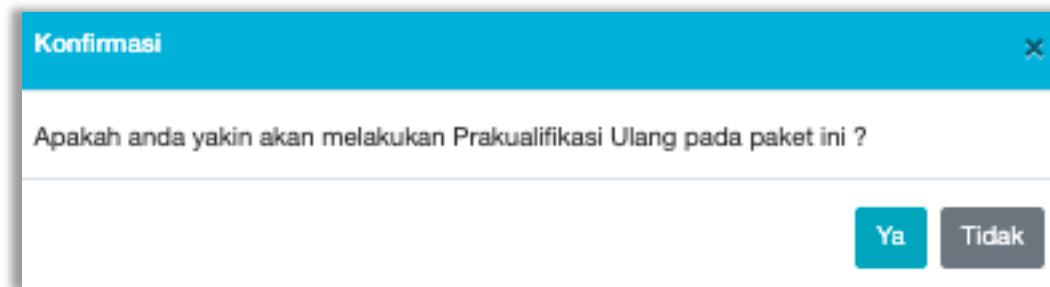 Konfirmasi
×
Apakah anda yakin akan melakukan Prakualifikasi Ulang pada paket ini ?
Ya
Tidak